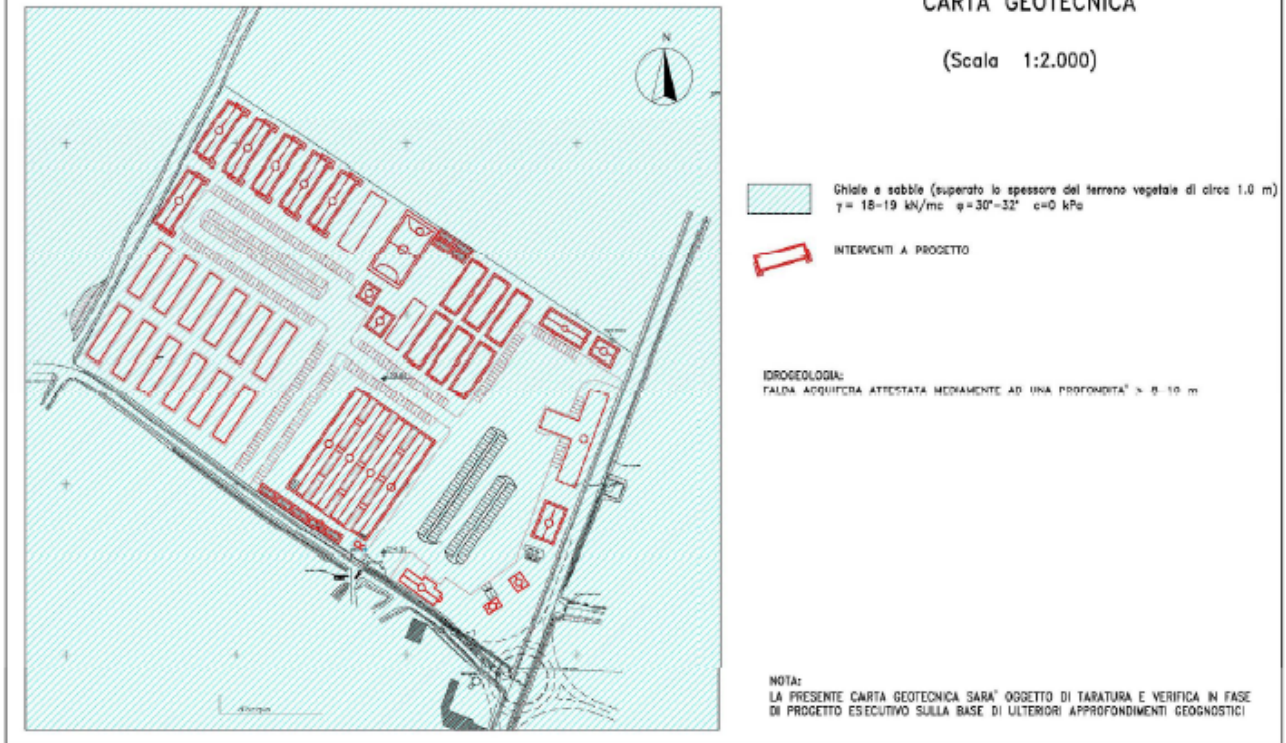 CARTA GEOTECNICA
(Scala 1:2.000)
N
Ghiaie e sabbie (superato lo spessore del terreno vegetale di circa 1.0 m)
γ = 18-19 kN/mc φ=30°-32° c=0 kPa
INTERVENTI A PROGETTO
IDROGEOLOGIA:
FALDA ACQUIFERA ATTESTATA MEDIAMENTE AD UNA PROFONDITA' > 8-10 m
NOTA:
LA PRESENTE CARTA GEOTECNICA SARA' OGGETTO DI TARATURA E VERIFICA IN FASE
DI PROGETTO ESECUTIVO SULLA BASE DI ULTERIORI APPROFONDIMENTI GEOGNOSTICI
d'acqua